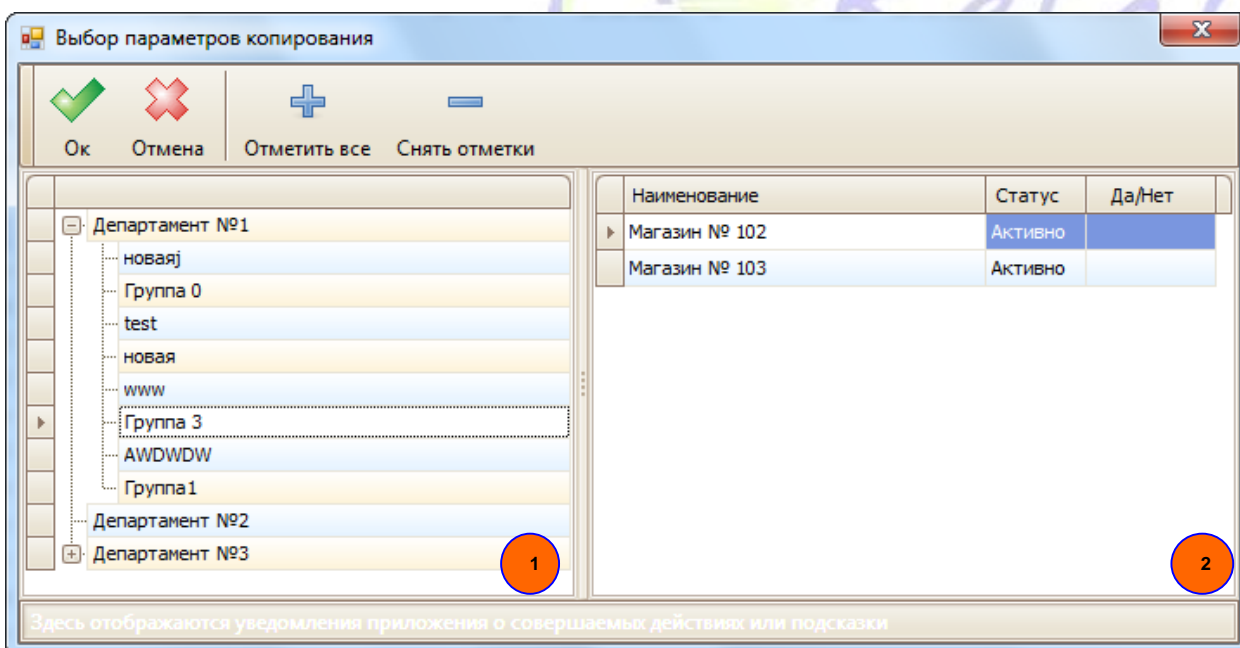 Выбор параметров копирования
Ок Отмена Отметить все Снять отметки
Наименование Статус Да/Нет
Департамент №1
новаяj
Группа 0
test
новая
www
Группа 3
AWDWDW
Группа1
Департамент №2
Департамент №3
1
Магазин № 102 Активно
Магазин № 103 Активно
2
Здесь отображаются уведомления приложения о совершаемых действиях или подсказки